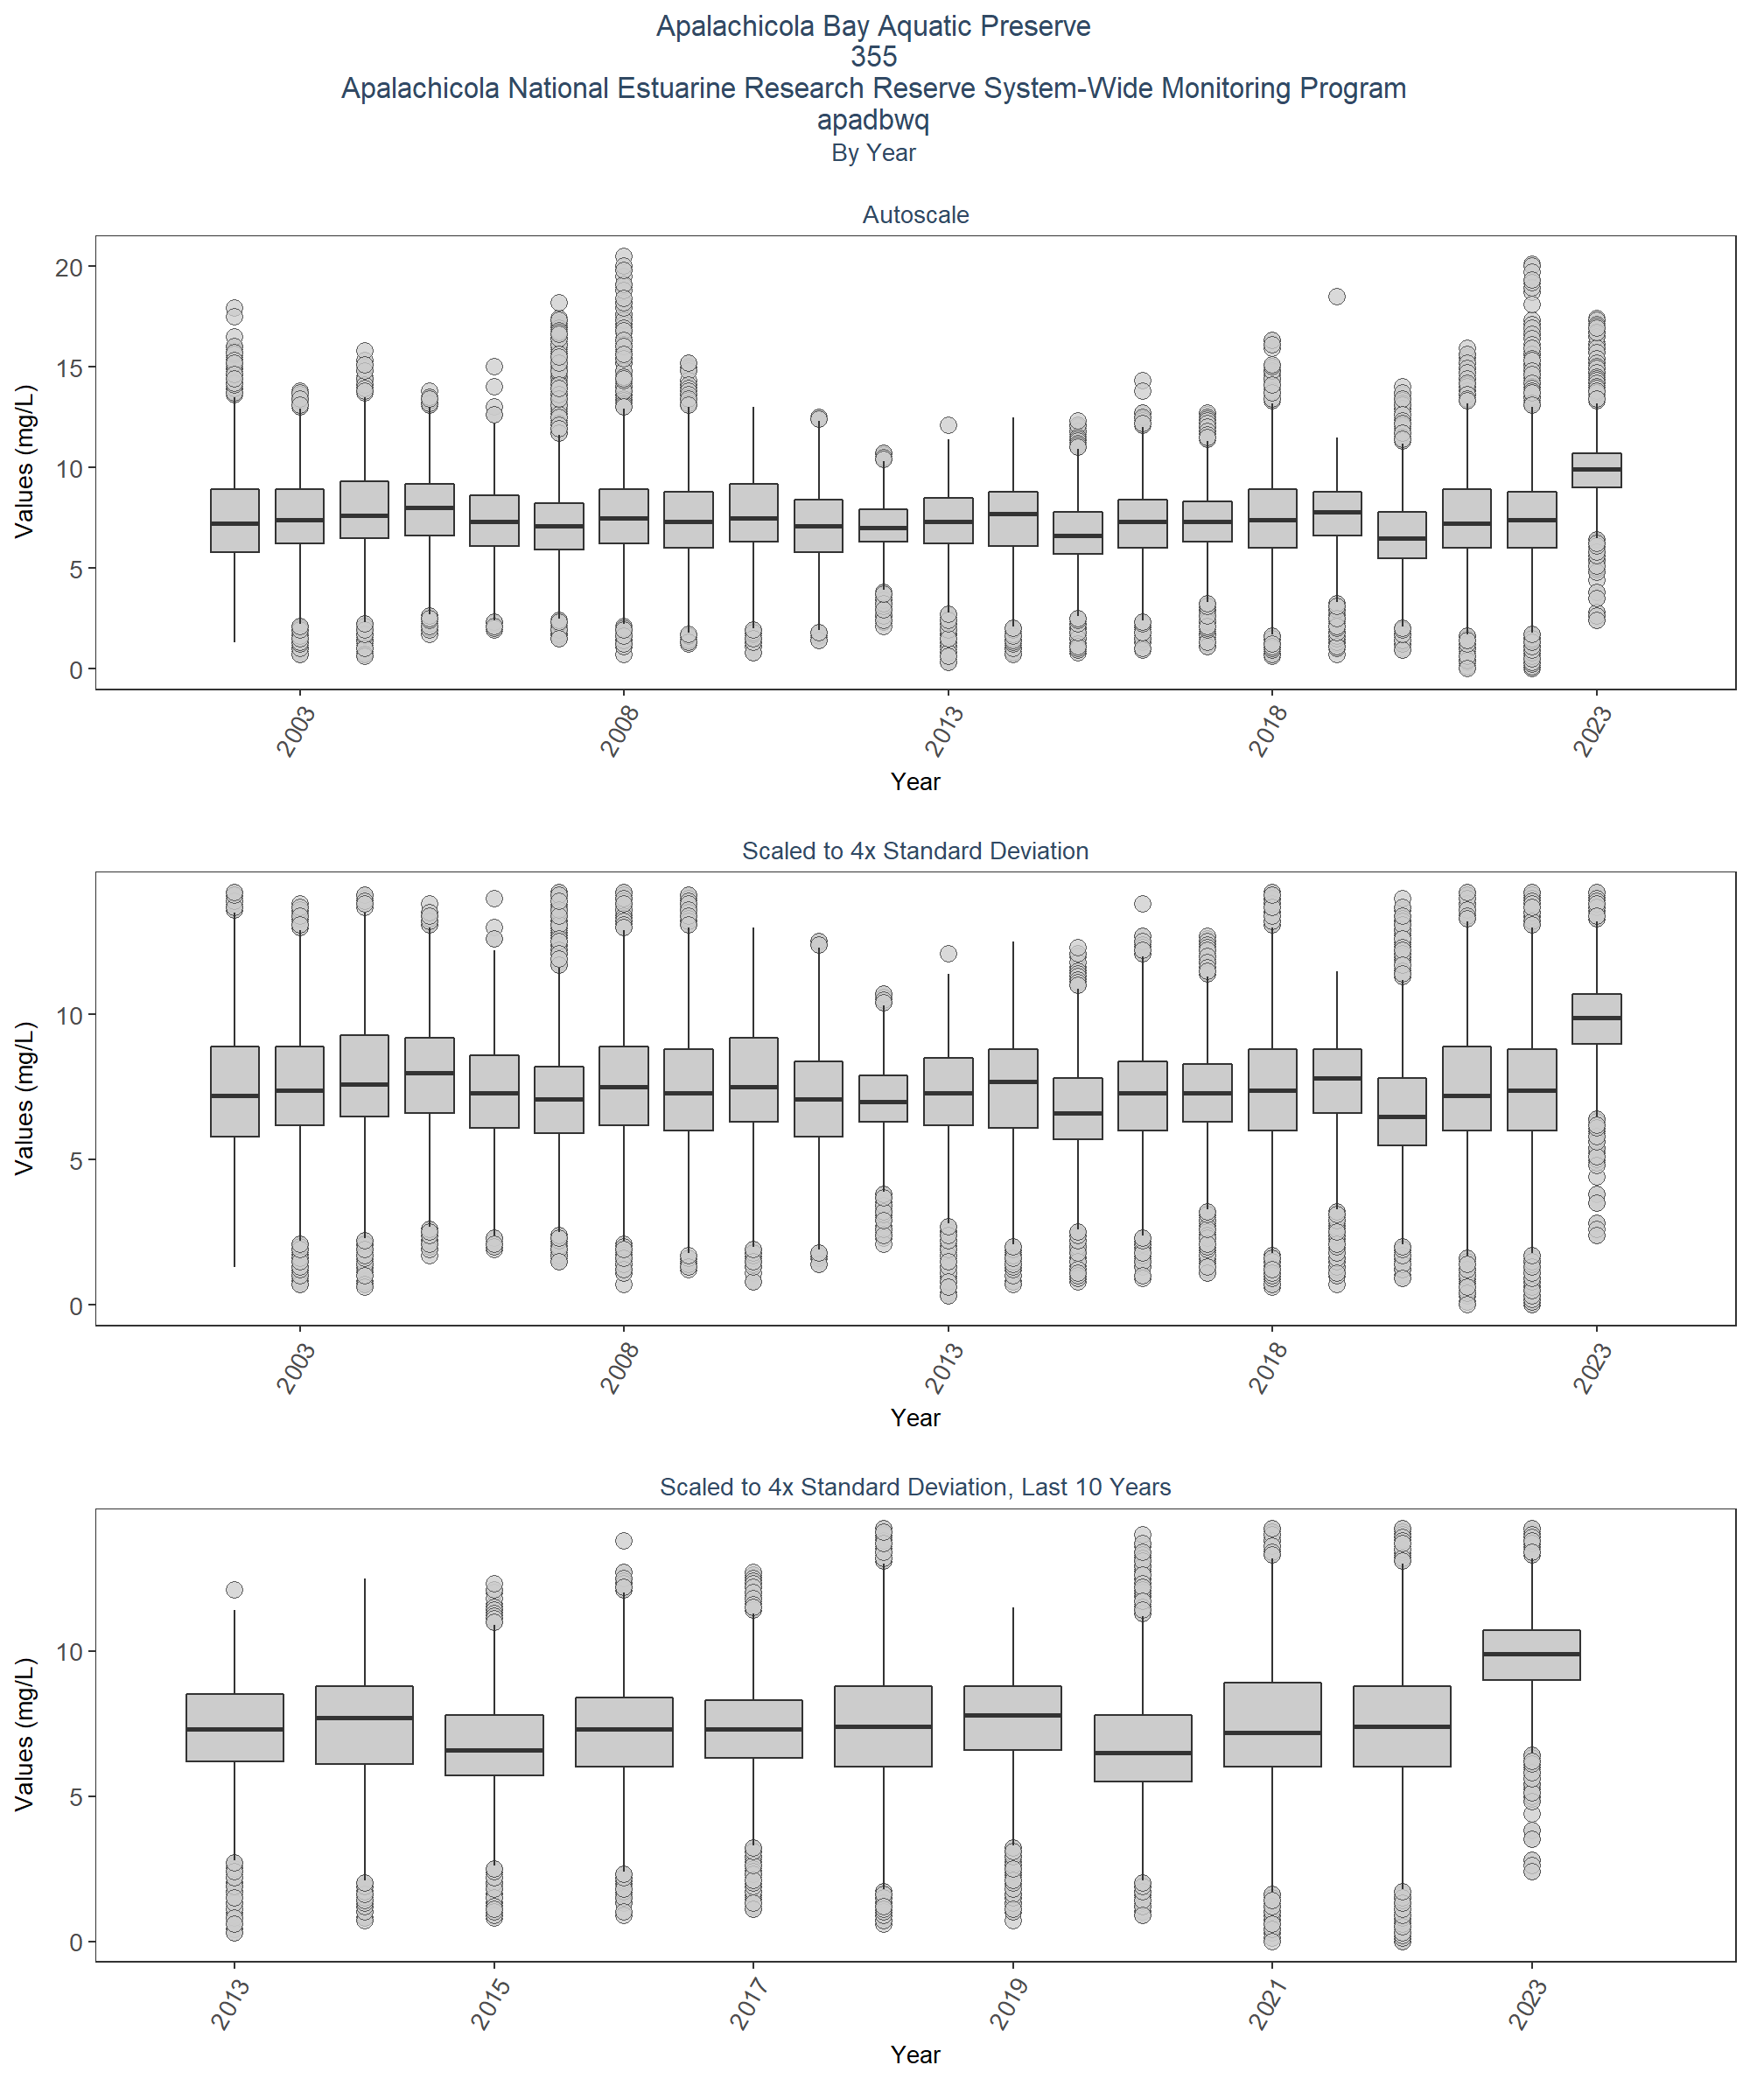 Apalachicola Bay Aquatic Preserve
355
Apalachicola National Estuarine Research Reserve System-Wide Monitoring Program
apadbwq
By Year
Autoscale
Values (mg/L)
20
15
10
5
0
2003 2008 2013 2018 2023
Year
Scaled to 4x Standard Deviation
Values (mg/L)
10
5
0
2003 2008 2013 2018 2023
Year
Scaled to 4x Standard Deviation, Last 10 Years
Values (mg/L)
10
5
0
2013 2015 2017 2019 2021 2023
Year